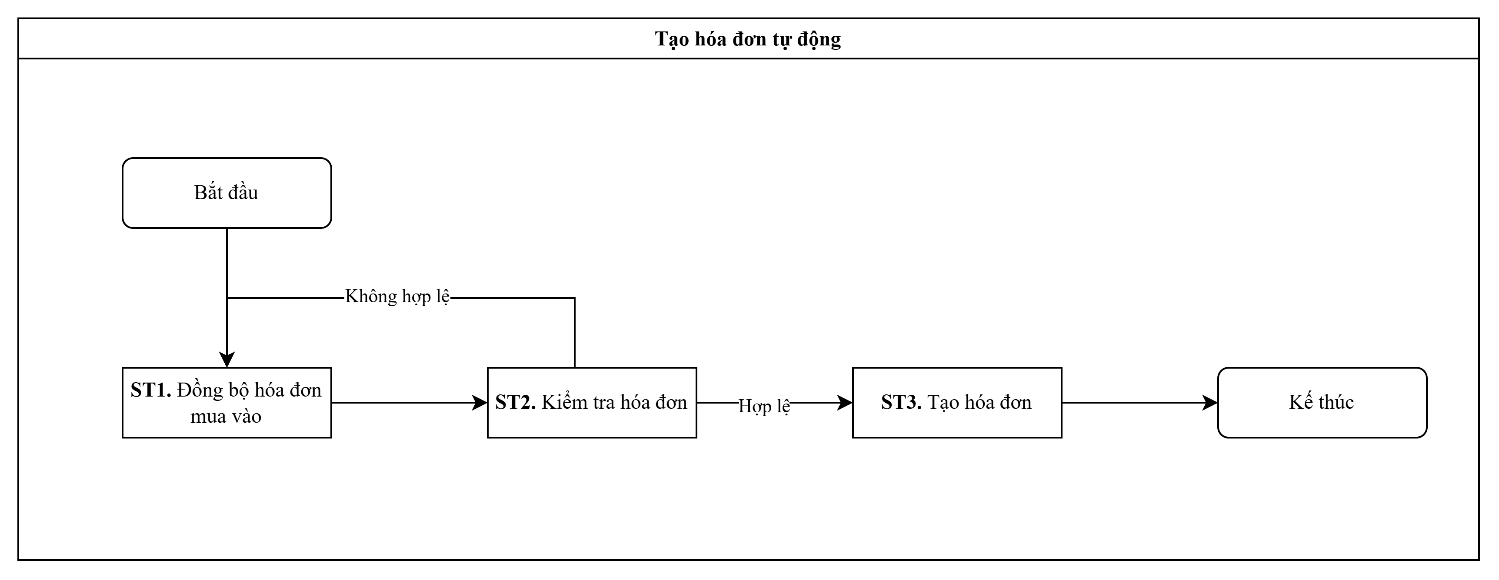 Tạo hóa đơn tự động
Bắt đầu
Không hợp lệ
ST1. Đồng bộ hóa đơn
mua vào
ST2. Kiểm tra hóa đơn
Hợp lệ
ST3. Tạo hóa đơn
Kế thúc